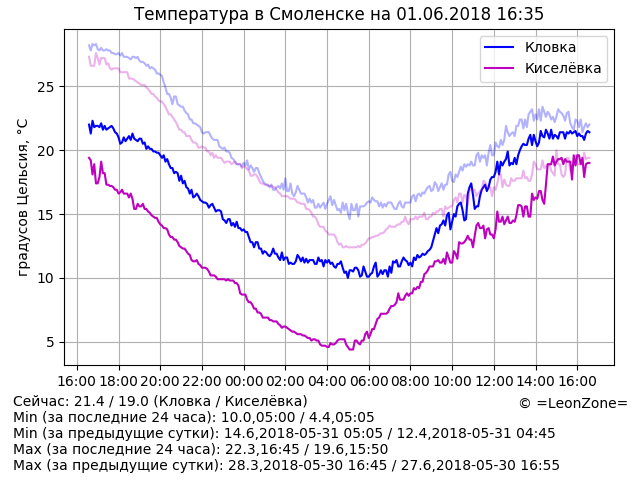 Температура в Смоленске на 01.06.2018 16:35
Кловка
Киселёвка
градусов Цельсия, °C
25
20
15
10
5
16:00 18:00 20:00 22:00 00:00 02:00 04:00 06:00 08:00 10:00 12:00 14:00 16:00
Сейчас: 21.4 / 19.0 (Кловка / Киселёвка)
© =LeonZone=
Min (за последние 24 часа): 10.0,05:00 / 4.4,05:05
Min (за предыдущие сутки): 14.6,2018-05-31 05:05 / 12.4,2018-05-31 04:45
Max (за последние 24 часа): 22.3,16:45 / 19.6,15:50
Max (за предыдущие сутки): 28.3,2018-05-30 16:45 / 27.6,2018-05-30 16:55